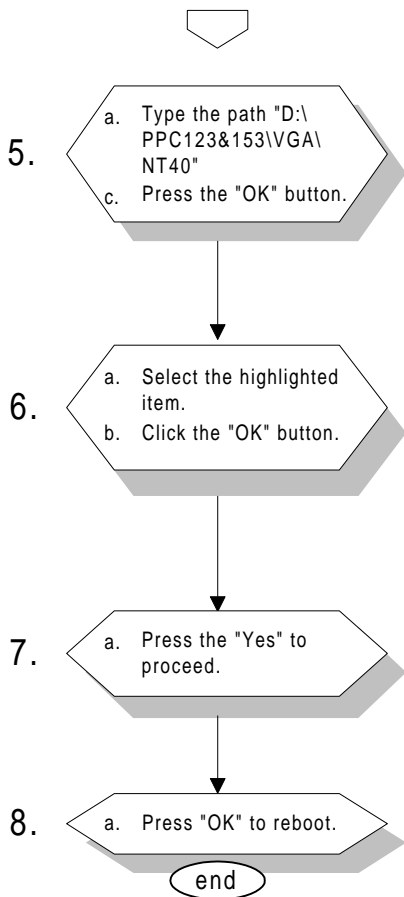 5.
a. Type the path "D:\
PPC123&153\VGA\
NT40"
c. Press the "OK" button.
6.
a. Select the highlighted
item.
b. Click the "OK" button.
7.
a. Press the "Yes" to
proceed.
8.
a. Press "OK" to reboot.
end